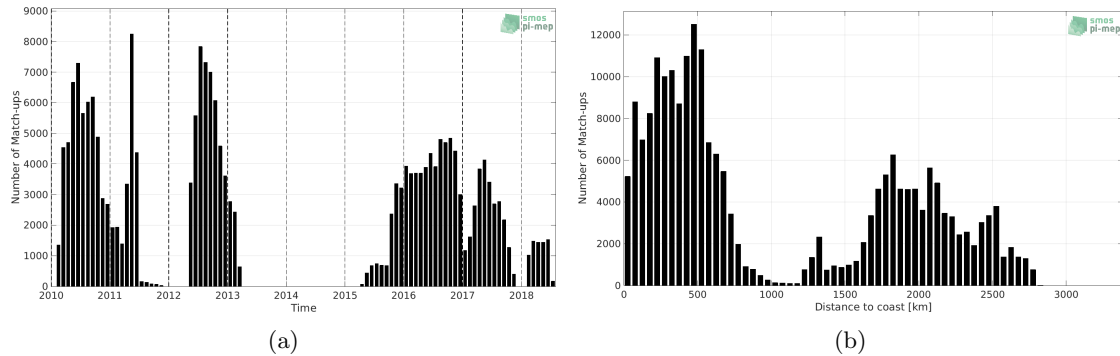 9000
8000
7000
6000
5000
4000
3000
2000
1000
0
Number of Match-ups
2010 2011 2012 2013 2014 2015 2016 2017 2018
Time
smos
pi-mep
(a)
12000
10000
8000
6000
4000
2000
0
Number of Match-ups
0 500 1000 1500 2000 2500 3000
Distance to coast [km]
smos
pi-mep
(b)